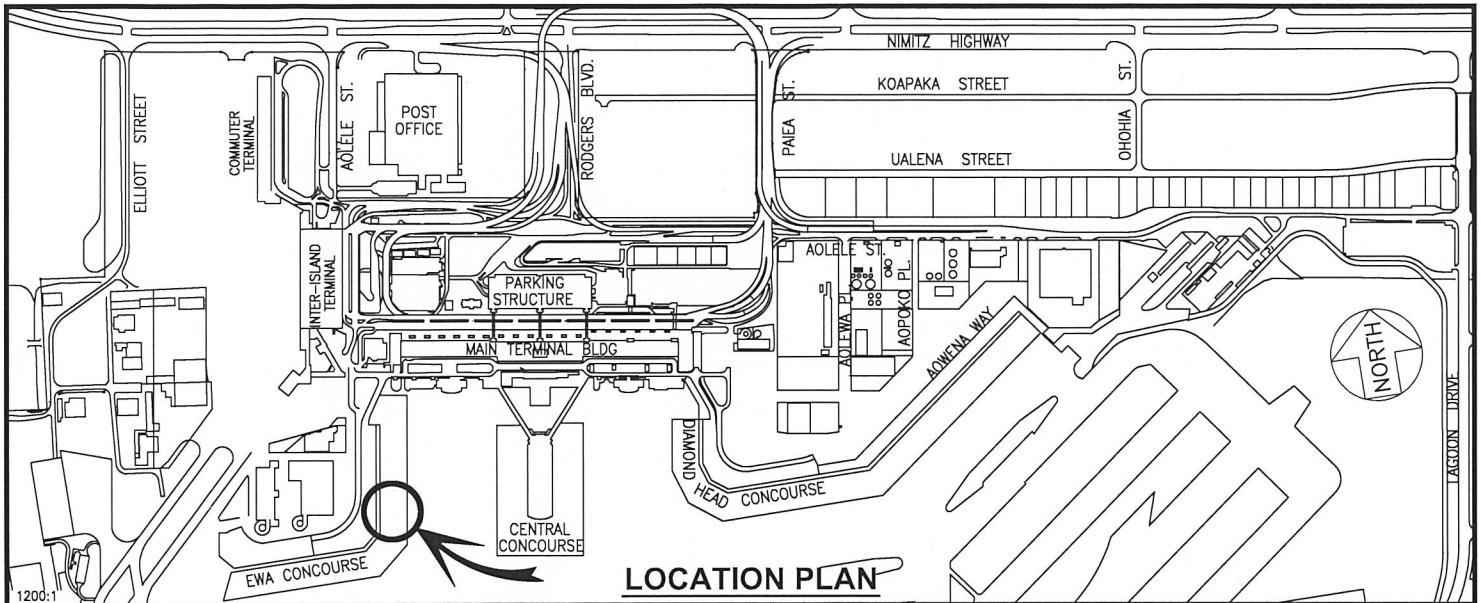 NIMITZ HIGHWAY
KOAPAKA STREET
UALENA STREET
PAIEA ST.
OHOHIA ST.
ELLIOTT STREET
COMMUTER
TERMINAL
AOLELE ST.
POST
OFFICE
RODGERS BLVD.
INTER-ISLAND
TERMINAL
PARKING
STRUCTURE
MAIN TERMINAL BLDG
AOLELE ST.
AOLEWA PL.
AOPOKO PL.
AOWENA WAY
NORTH
LAGOON DRIVE
DIAMOND HEAD CONCOURSE
CENTRAL
CONCOURSE
EWA CONCOURSE
LOCATION PLAN
1200:1